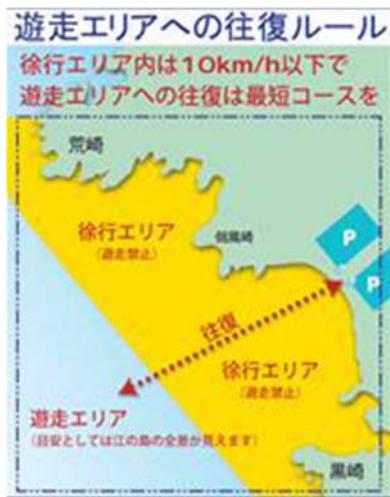 遊走エリアへの往復ルール
徐行エリア内は10km/h以下で
遊走エリアへの往復は最短コースを
荒崎
徐行エリア
(遊走禁止)
佃嵐崎
P
P
往復
徐行エリア
(遊走禁止)
遊走エリア
(目安としては江の島の全景が見えます)
黒崎